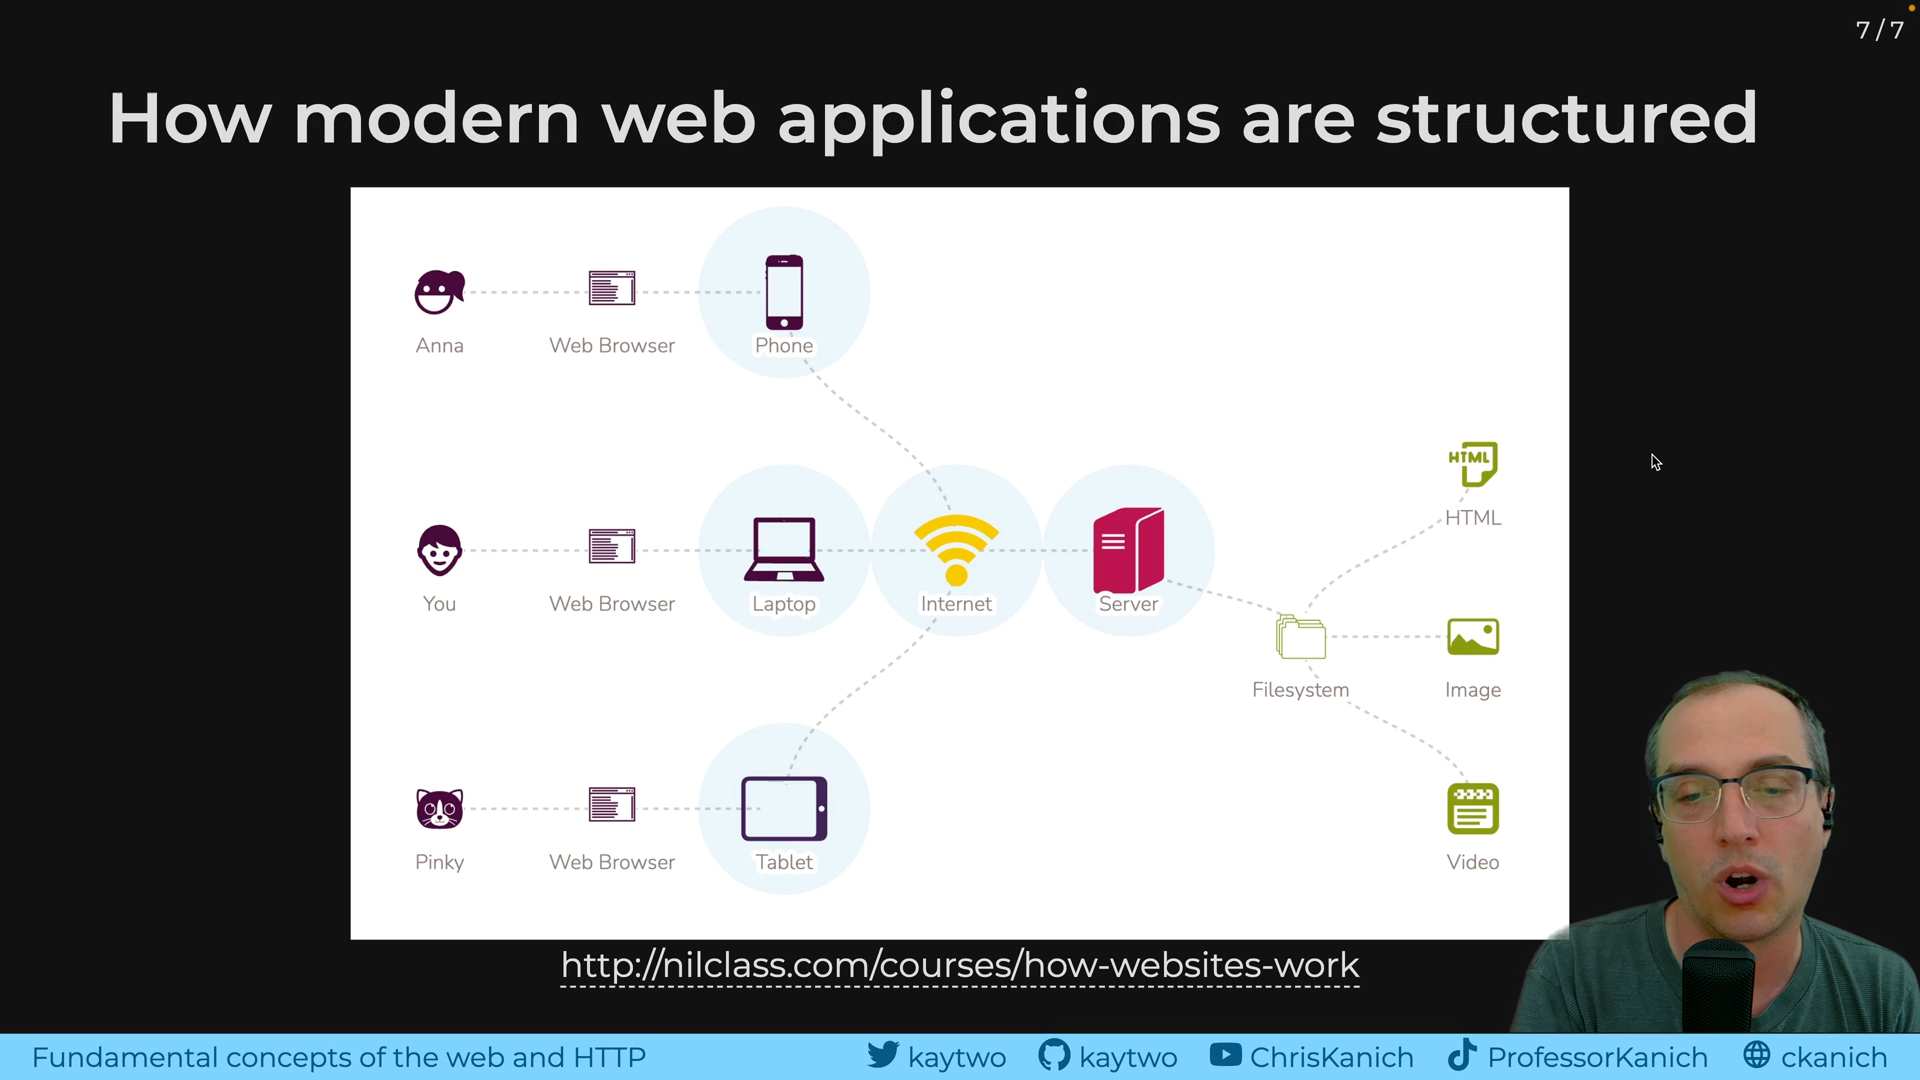 7 / 7
How modern web applications are structured
Anna
Web Browser
Phone
HTML
HTML
You
Web Browser
Laptop
Internet
Server
Filesystem
Image
Pinky
Web Browser
Tablet
Video
http://nilclass.com/courses/how-websites-work
Fundamental concepts of the web and HTTP
kaytwo
kaytwo
ChrisKanich
ProfessorKanich
ckanich